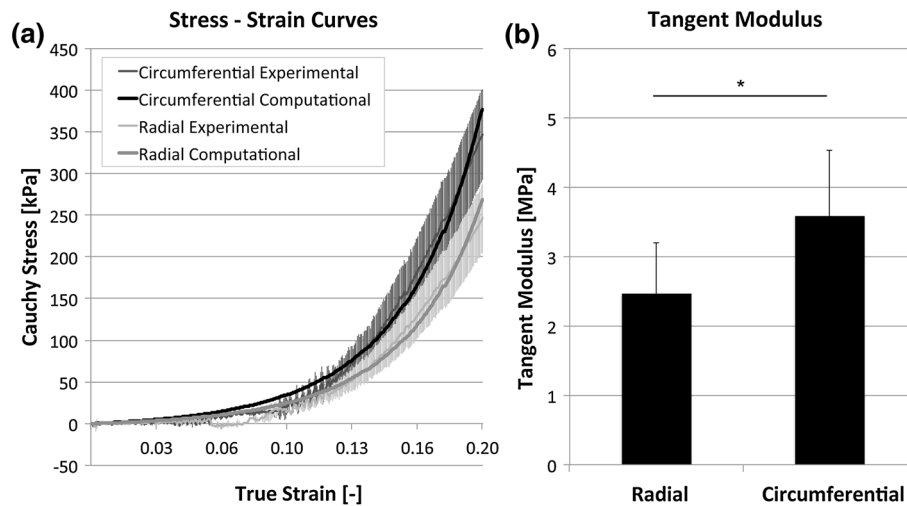 (a)
Stress - Strain Curves
450
400
350
300
250
200
150
100
50
0
-50
Cauchy Stress [kPa]
Circumferential Experimental
Circumferential Computational
Radial Experimental
Radial Computational
0.03 0.06 0.10 0.13 0.16 0.20
True Strain [-]
(b)
Tangent Modulus
6
5
4
3
2
1
0
Tangent Modulus [MPa]
*
Radial Circumferential